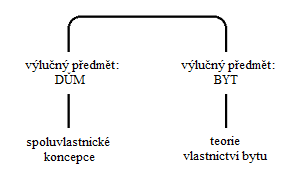 výlučný předmět:
DŮM
výlučný předmět:
BYT
spoluvlastnické
koncepce
teorie
vlastnictví bytu